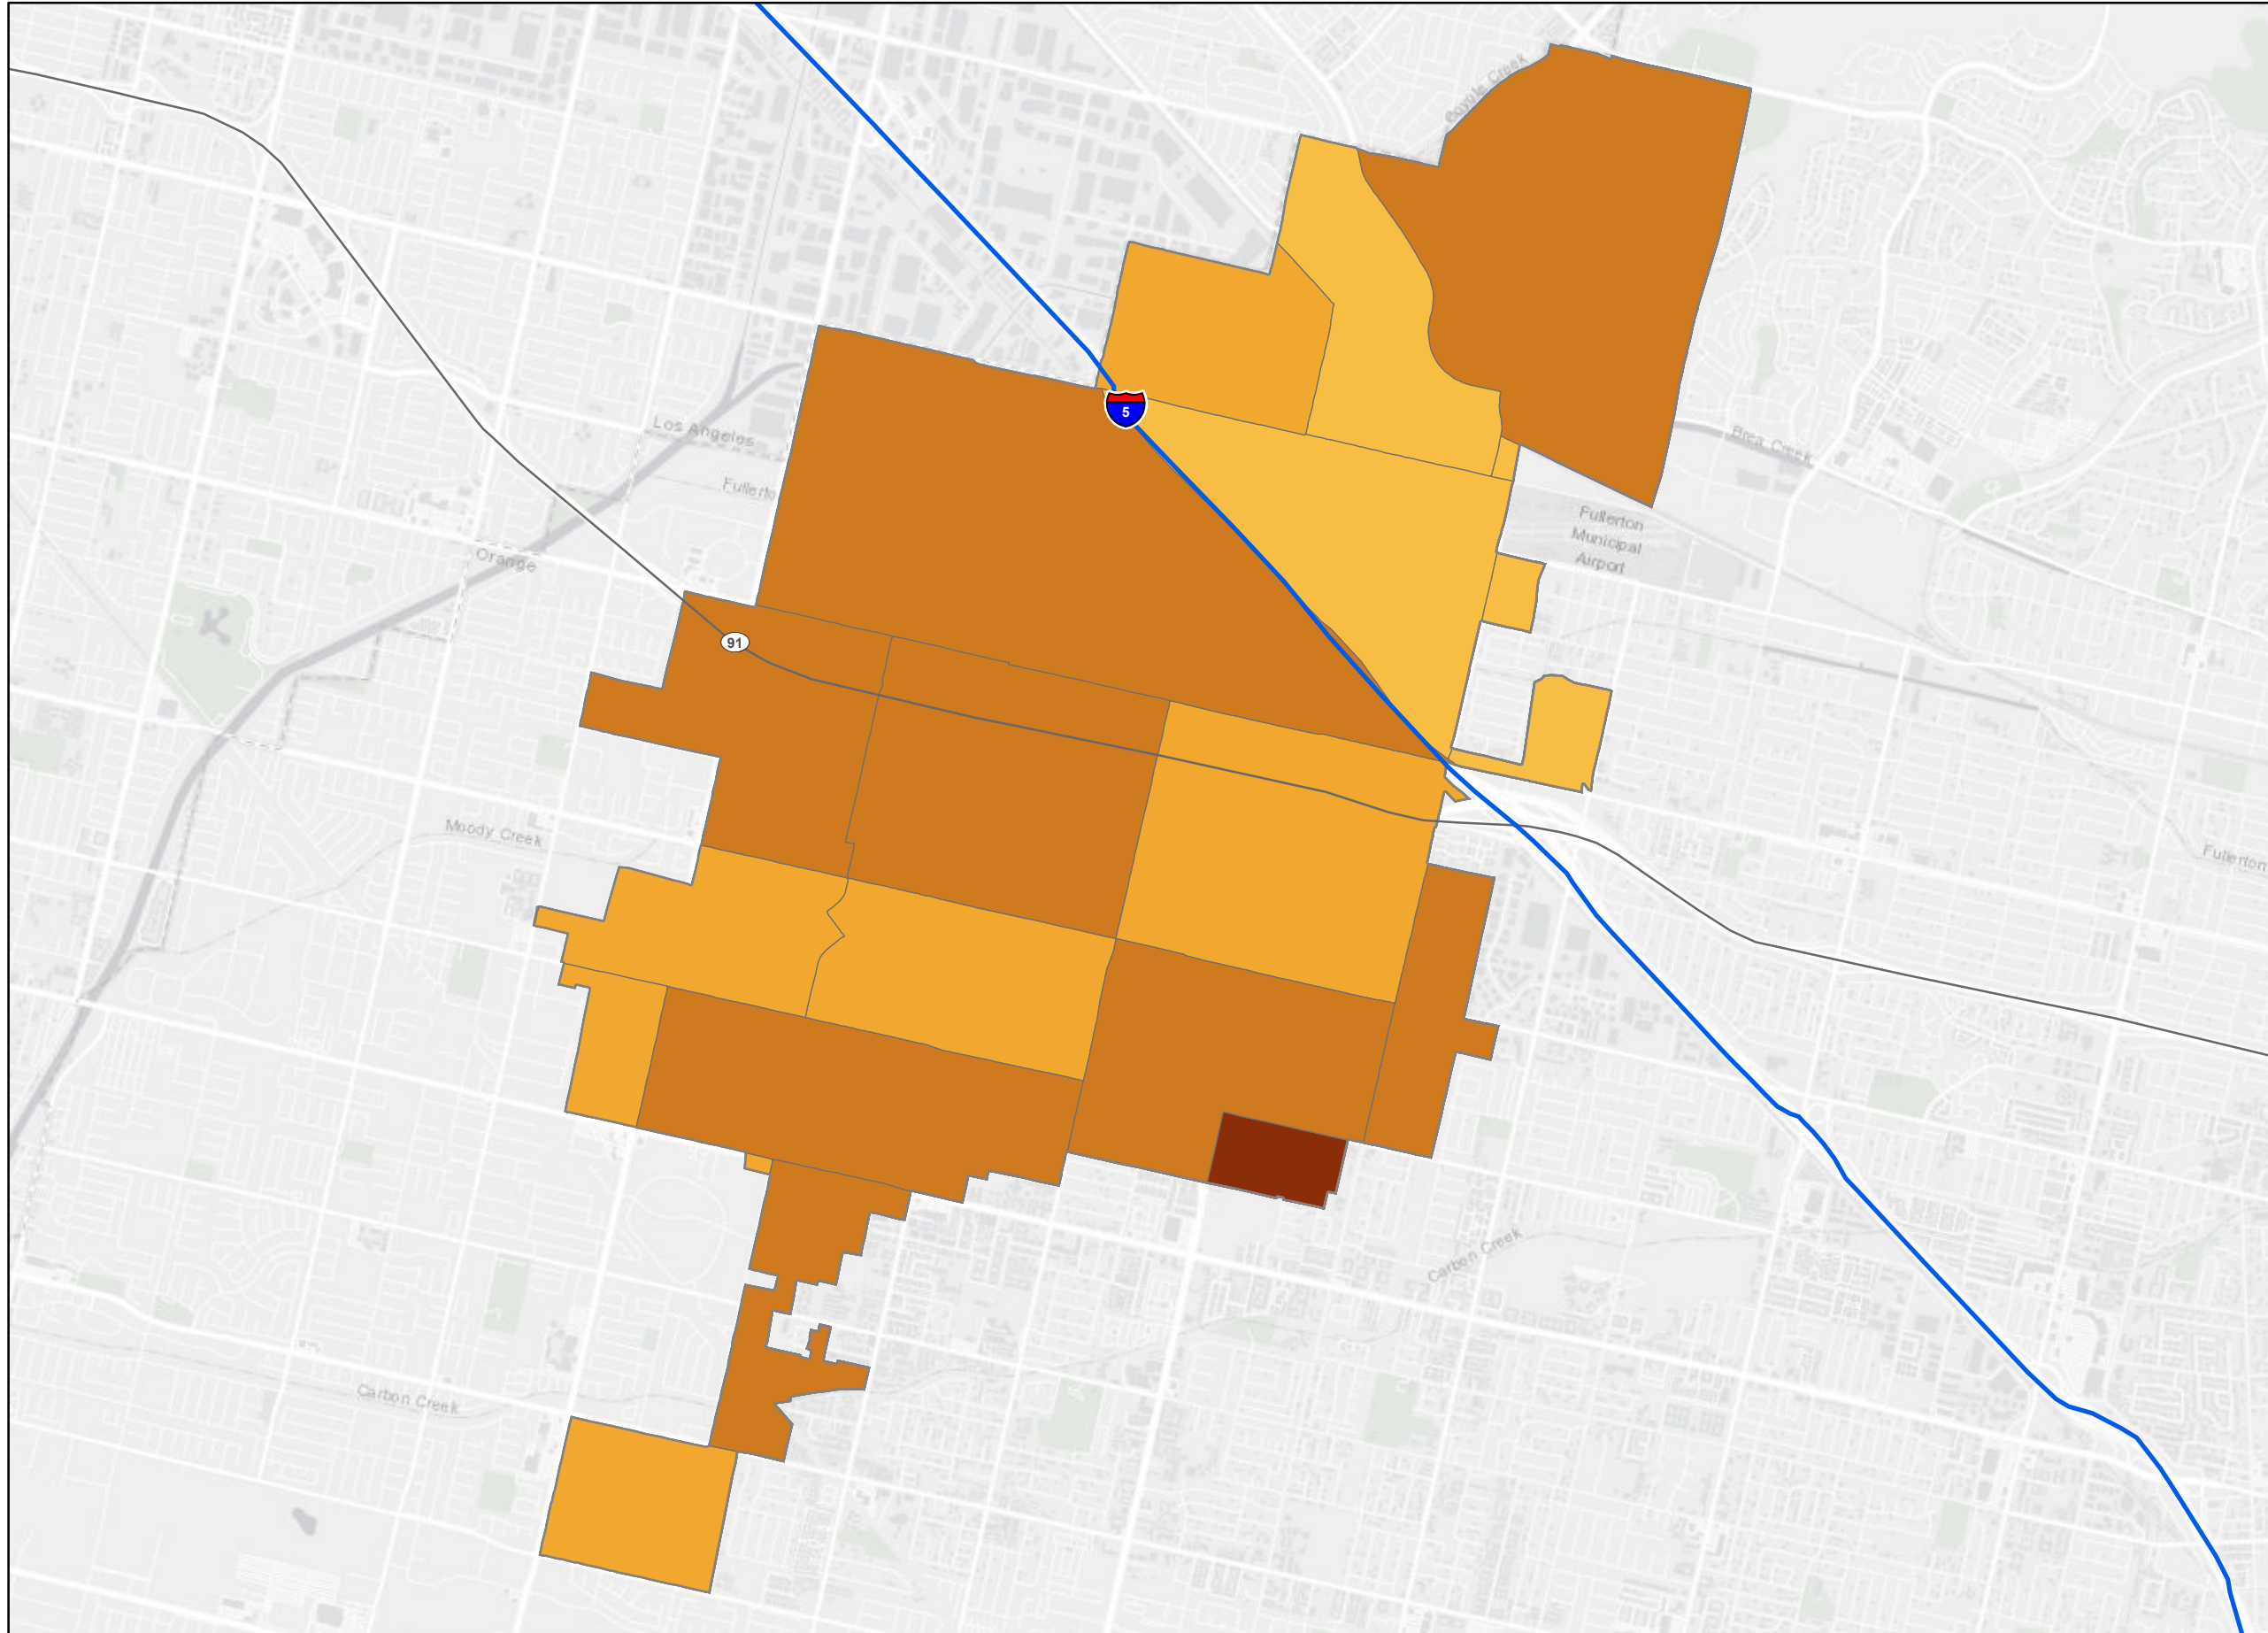 Coyote Creek
5
Los Angeles
Brea Creek
Fullerto
Fullerton
Municipal
Airport
Orange
91
Moody Creek
Fullerton
Carbon Creek
Carbon Creek